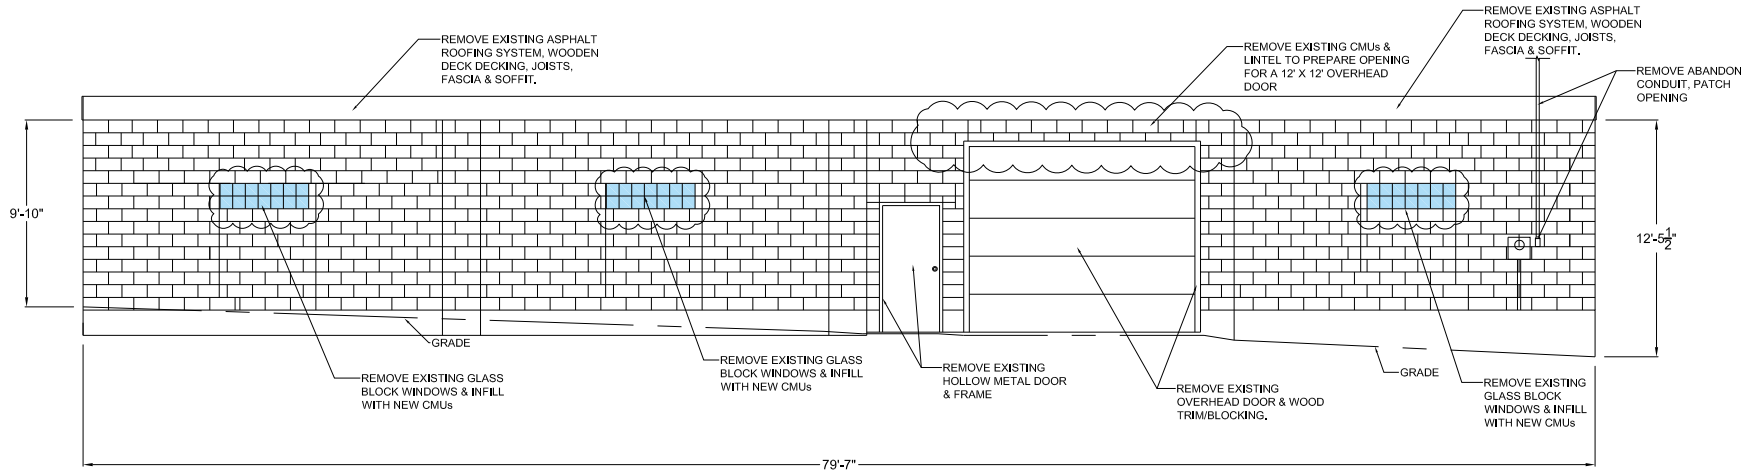 REMOVE EXISTING ASPHALT
ROOFING SYSTEM, WOODEN
DECK DECKING, JOISTS,
FASCIA & SOFFIT.
REMOVE EXISTING CMUs &
LINTEL TO PREPARE OPENING
FOR A 12' X 12' OVERHEAD
DOOR
REMOVE EXISTING ASPHALT
ROOFING SYSTEM, WOODEN
DECK DECKING, JOISTS,
FASCIA & SOFFIT.
REMOVE ABANDON
CONDUIT, PATCH
OPENING
9'-10"
12'-5 1/2"
GRADE
REMOVE EXISTING GLASS
BLOCK WINDOWS & INFILL
WITH NEW CMUs
REMOVE EXISTING GLASS
BLOCK WINDOWS & INFILL
WITH NEW CMUs
REMOVE EXISTING
HOLLOW METAL DOOR
& FRAME
REMOVE EXISTING
OVERHEAD DOOR & WOOD
TRIM/BLOCKING.
GRADE
REMOVE EXISTING
GLASS BLOCK
WINDOWS & INFILL
WITH NEW CMUs
79'-7"